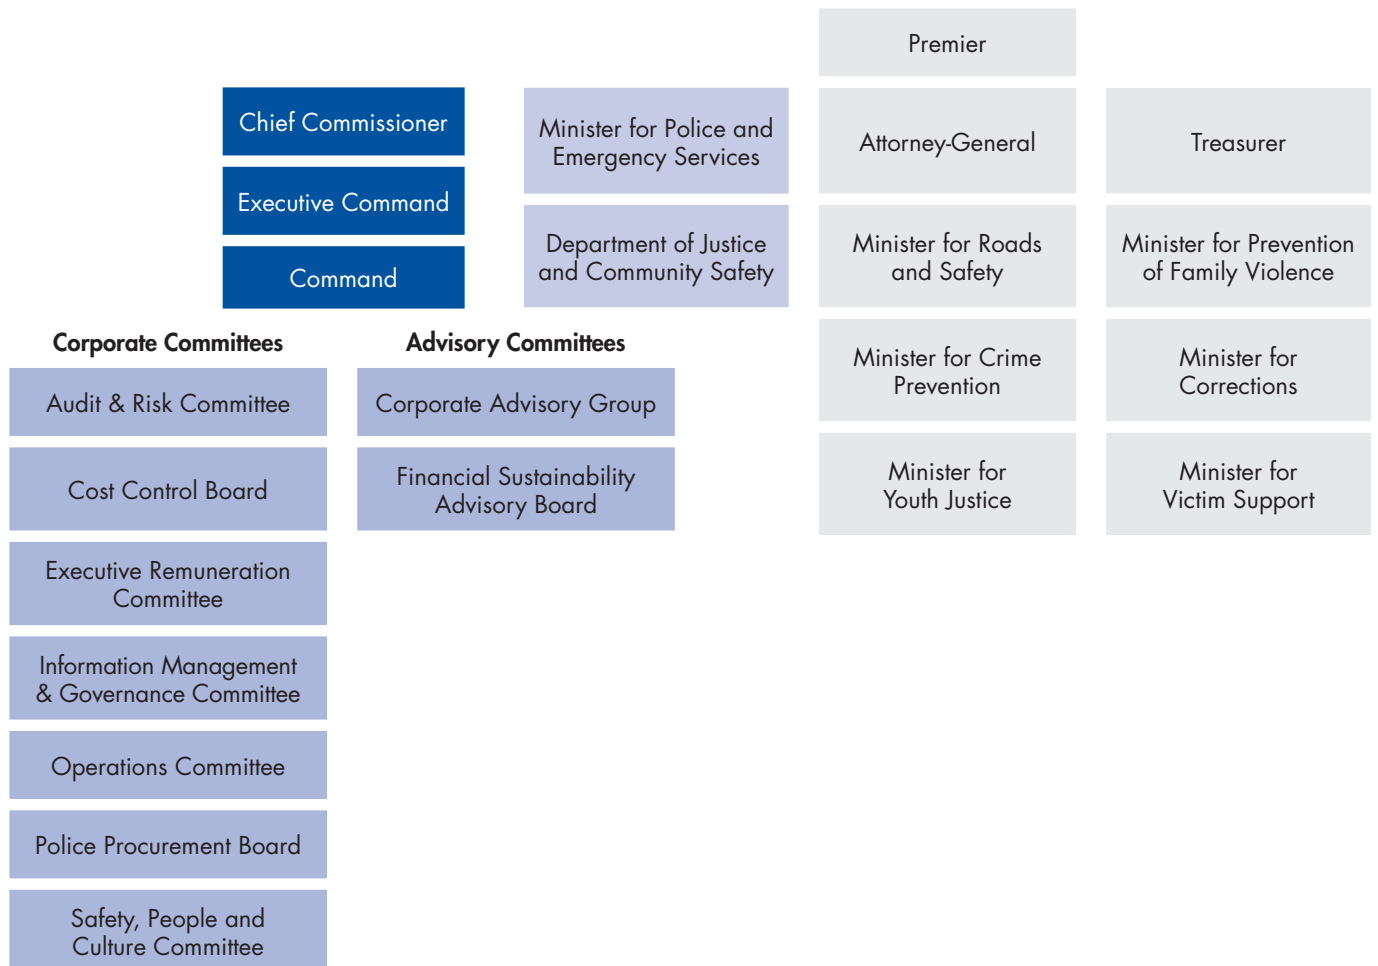 Premier
Chief Commissioner
Executive Command
Command
Minister for Police and
Emergency Services
Department of Justice
and Community Safety
Attorney-General
Treasurer
Minister for Roads
and Safety
Minister for Prevention
of Family Violence
Minister for Crime
Prevention
Minister for
Corrections
Minister for
Youth Justice
Minister for
Victim Support
Corporate Committees
Audit & Risk Committee
Cost Control Board
Executive Remuneration
Committee
Information Management
& Governance Committee
Operations Committee
Police Procurement Board
Safety, People and
Culture Committee
Advisory Committees
Corporate Advisory Group
Financial Sustainability
Advisory Board